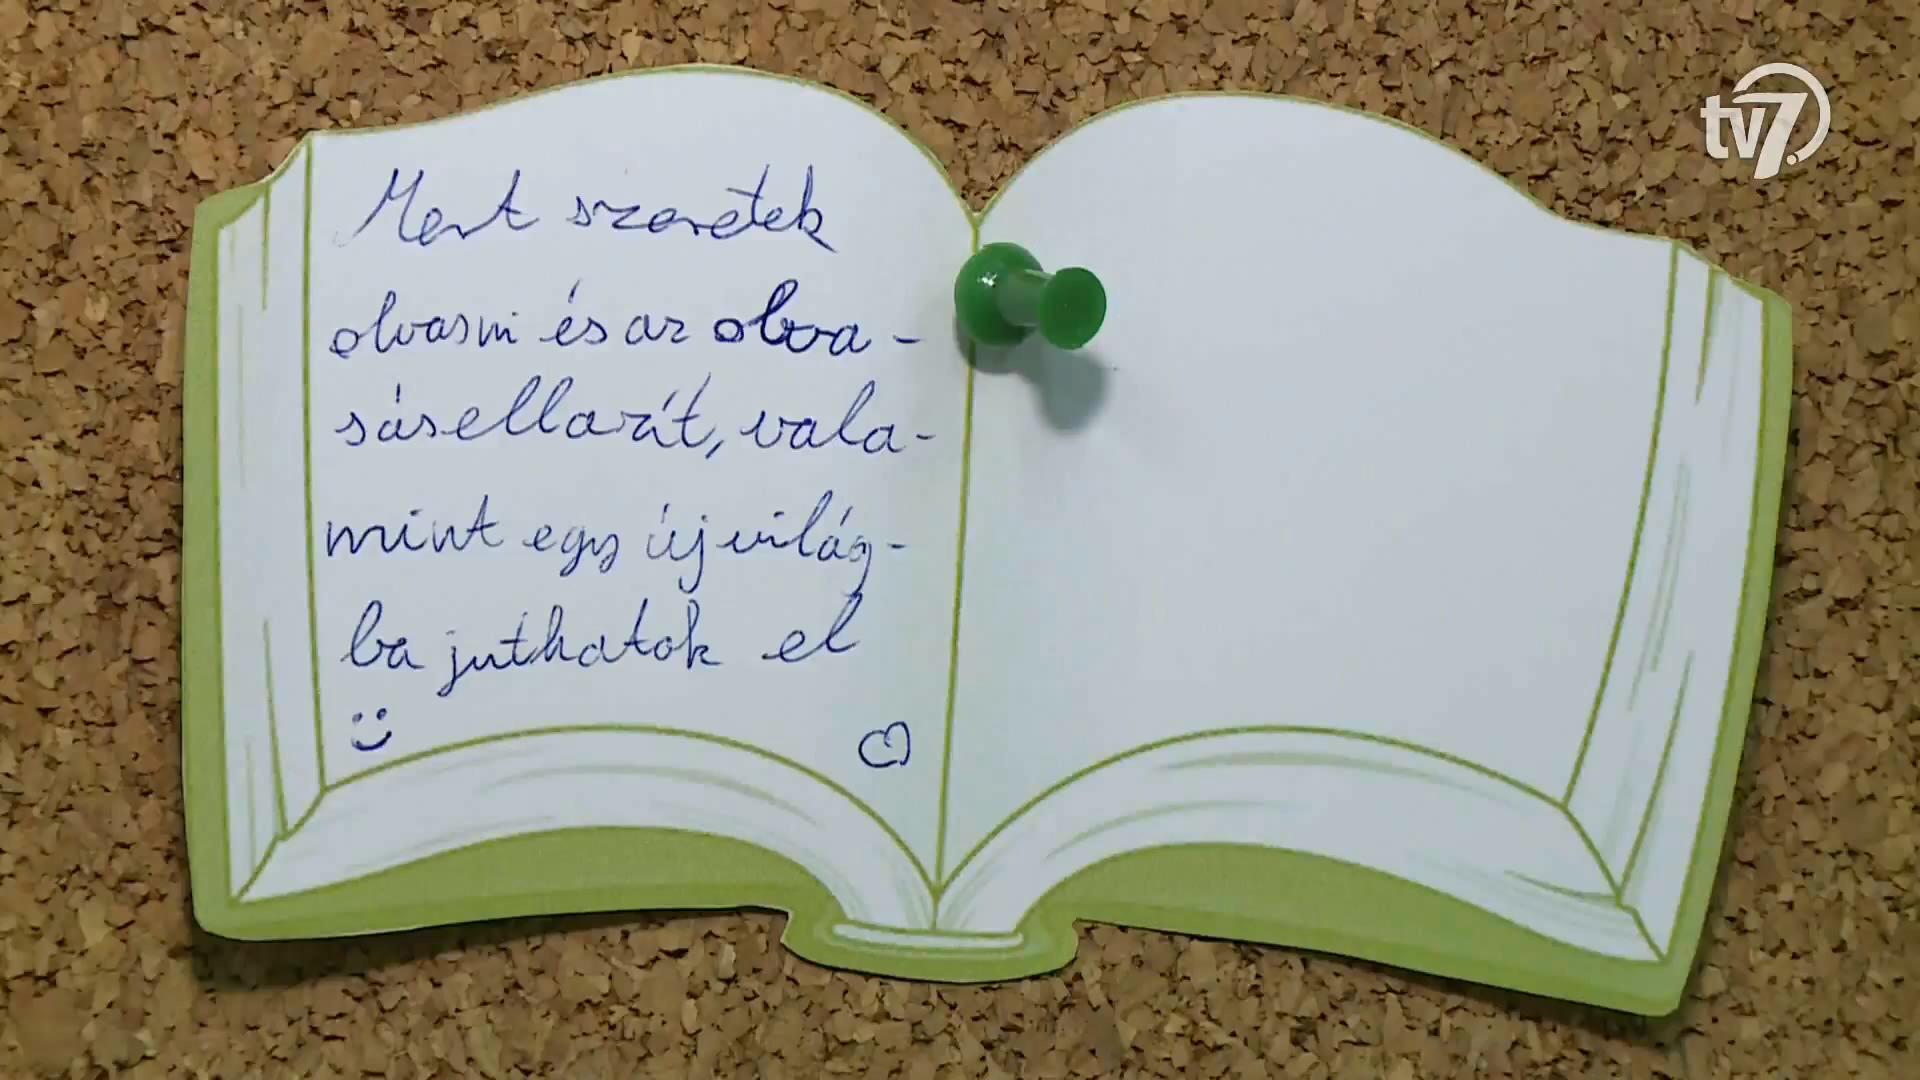 Mert szeretek
olvasni és az olva-
sás ellazít, vala-
mint egy új világ-
ba juthatok el
tv7.